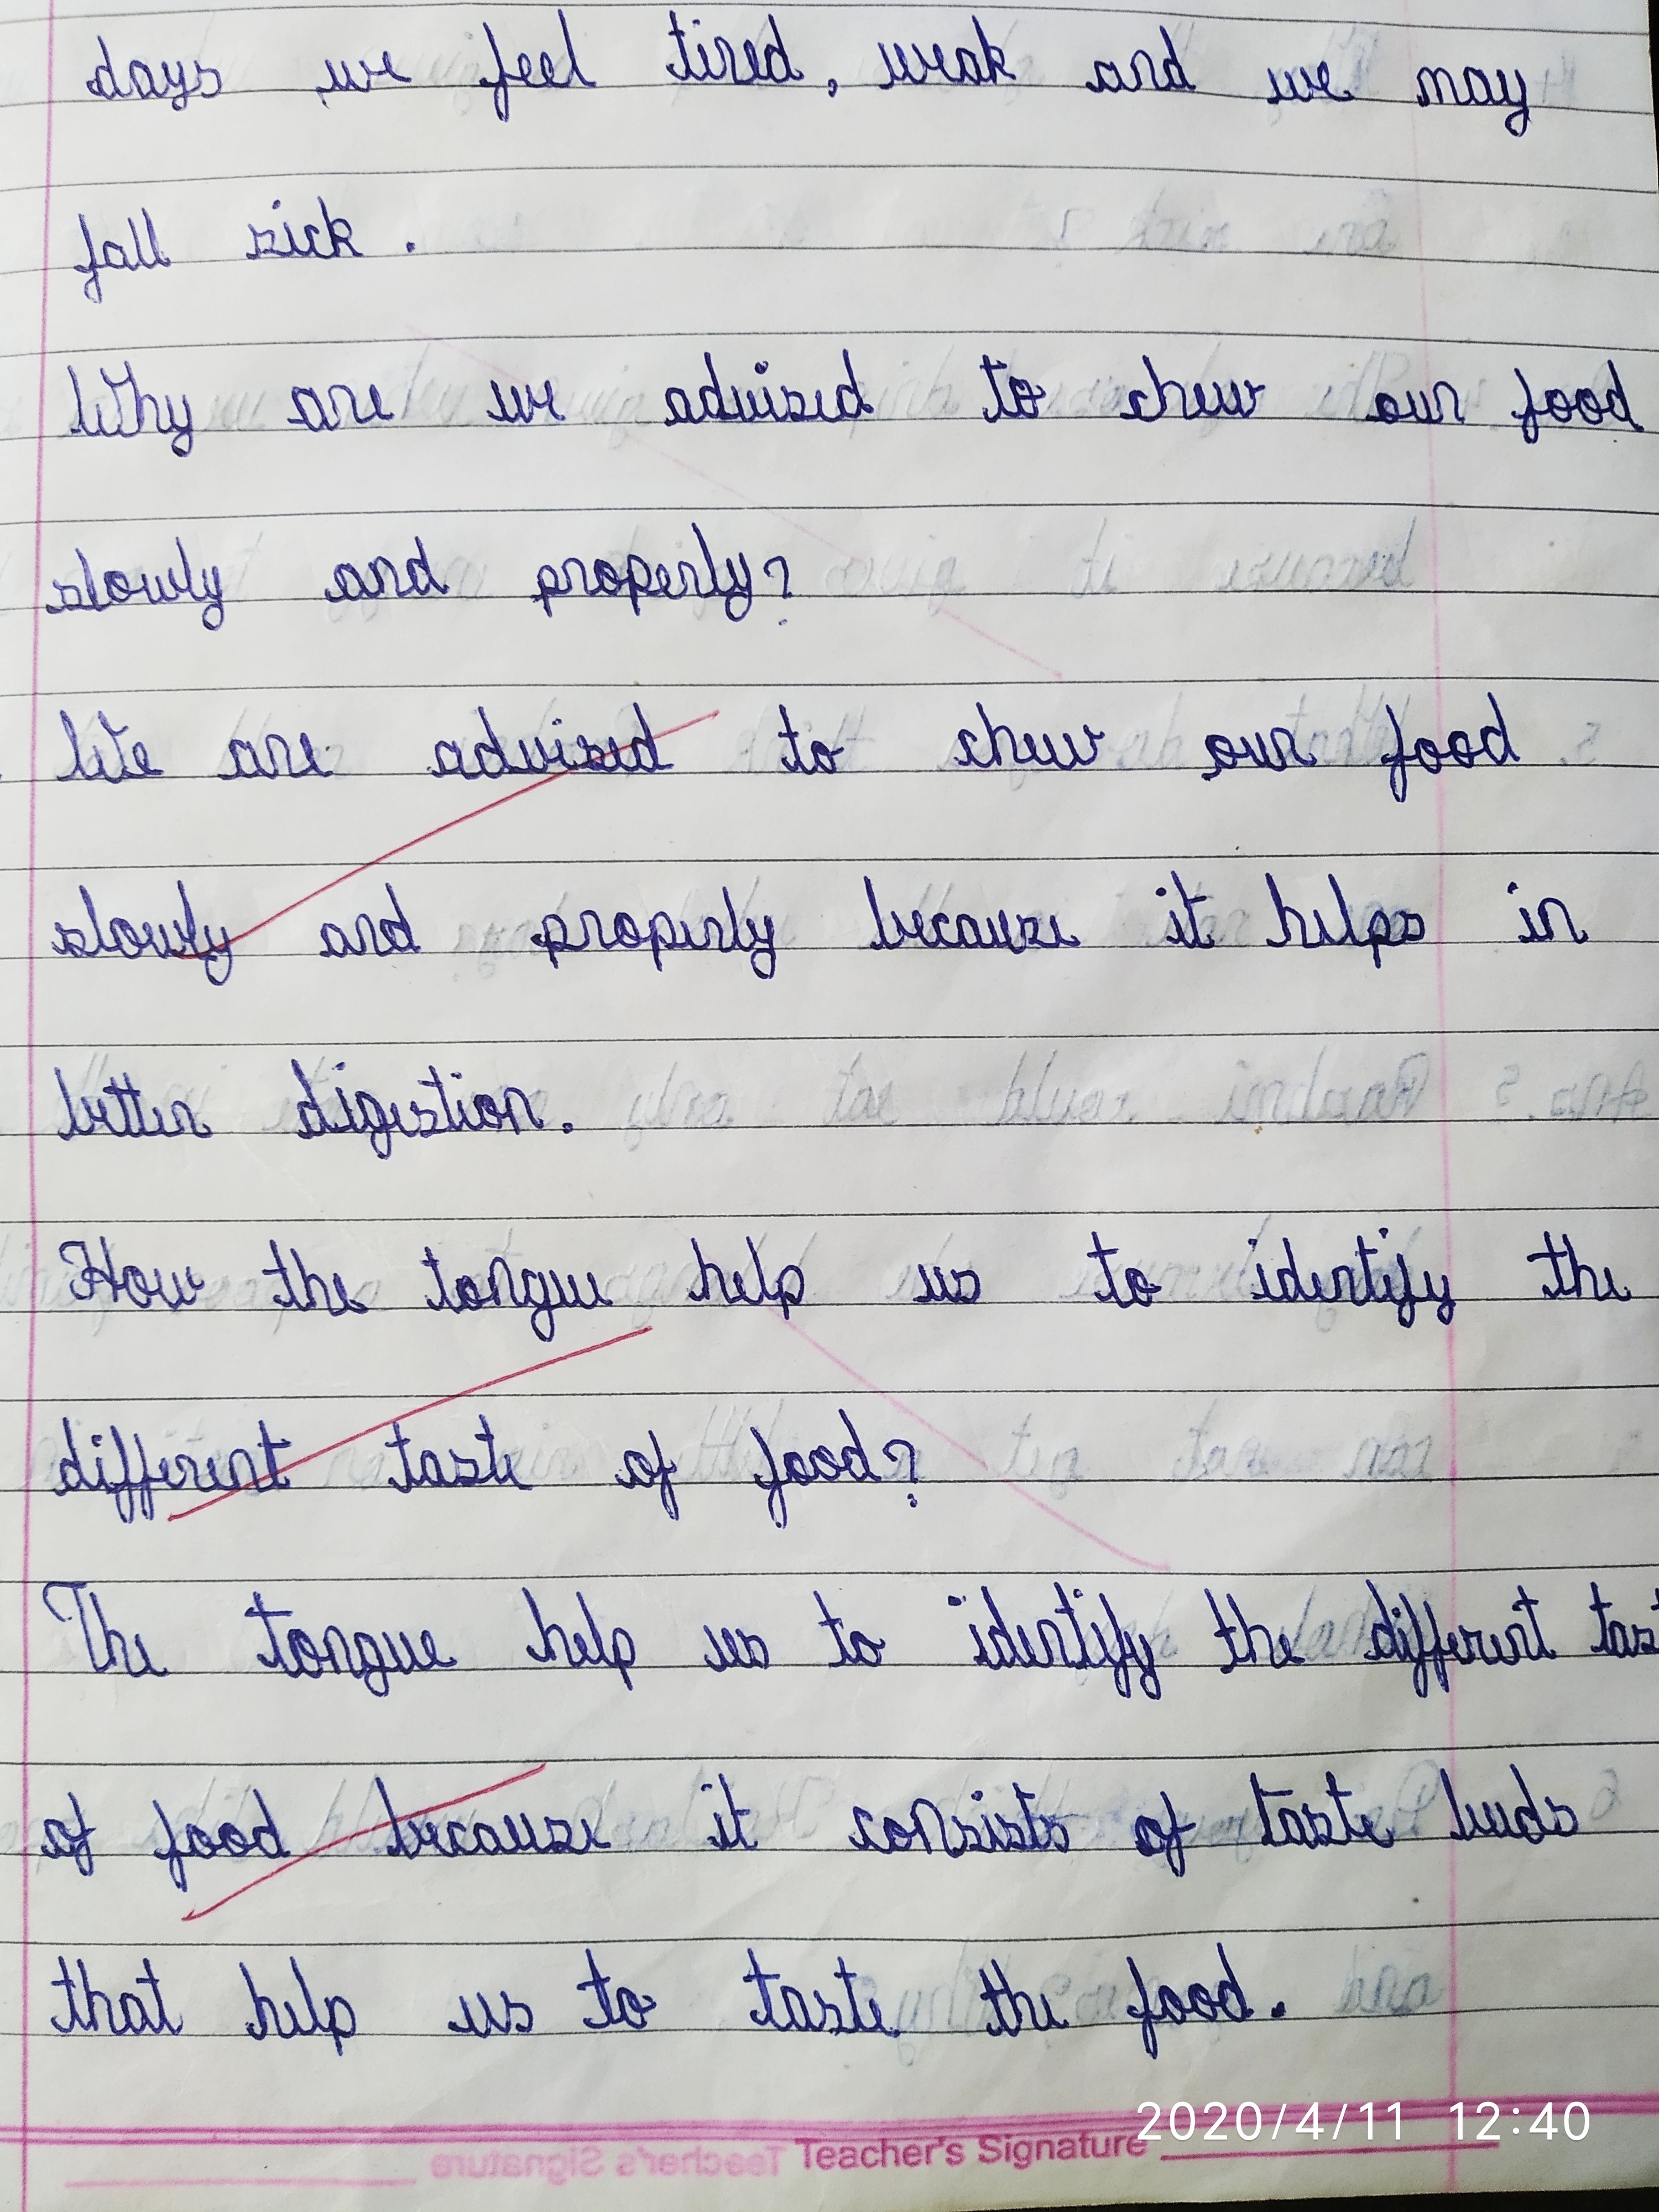 days we feel tired, weak and we may
fall sick.
Why are we advised to chew our food
slowly and properly?
We are advised to chew our food
slowly and properly because it helps in
better digestion.
How the tongue help us to identify the
different taste of food?
The tongue help us to identify the different tast
of food because it consists of taste buds
that help us to taste the food.
2020/4/11 12:40
Teacher's Signature